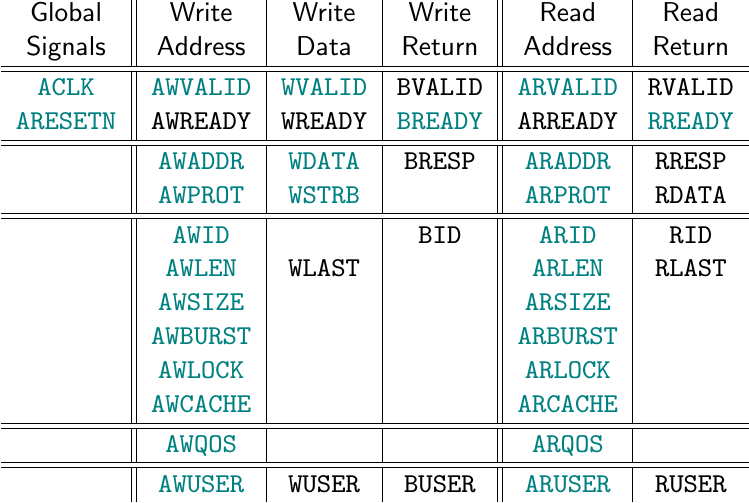 Global Write Write Write Read Read
Signals Address Data Return Address Return
ACLK AWVALID WVALID BVALID ARVALID RVALID
ARESETN AWREADY WREADY BREADY ARREADY RREADY
AWADDR WDATA BRESP ARADDR RRESP
AWPROT WSTRB ARPROT RDATA
AWID BID ARID RID
AWLEN WLAST ARLEN RLAST
AWSIZE ARSIZE
AWBURST ARBURST
AWLOCK ARLOCK
AWCACHE ARCACHE
AWQOS ARQOS
AWUSER WUSER BUSER ARUSER RUSER